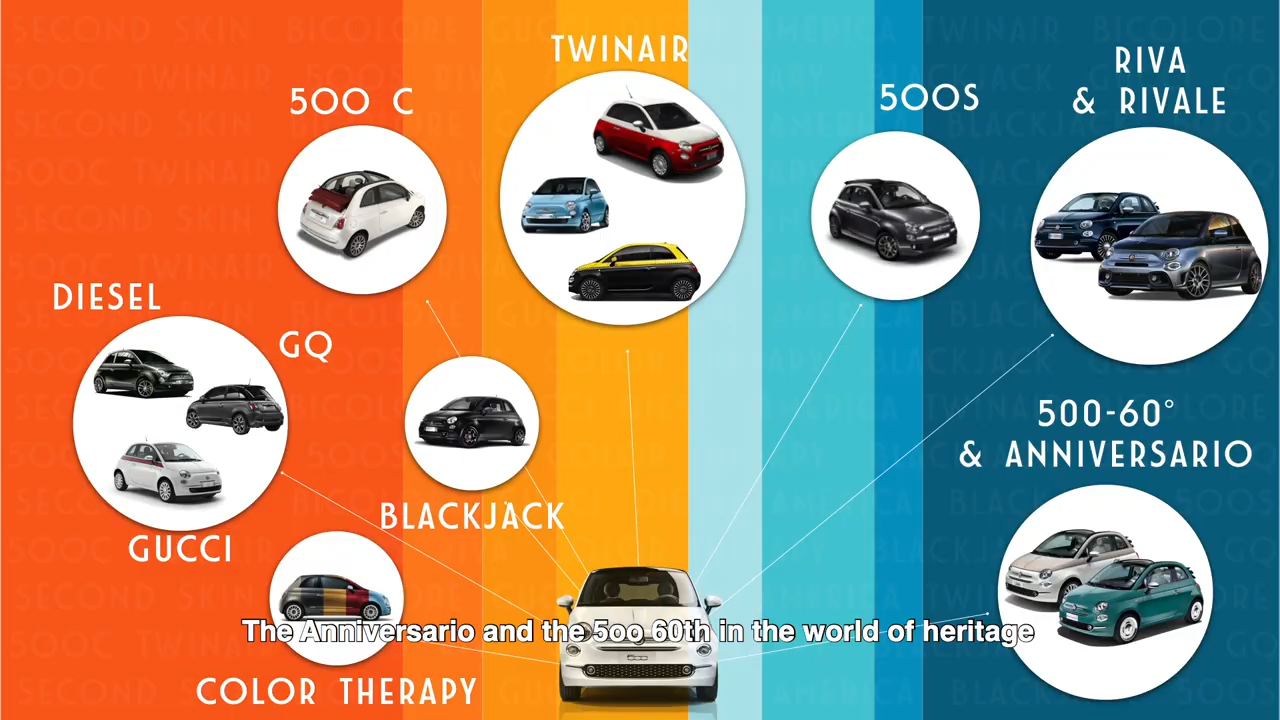 TWINAIR
RIVA
& RIVALE
500 C
500S
DIESEL
GQ
500-60°
& ANNIVERSARIO
BLACKJACK
GUCCI
The Anniversario and the 5oo 60th in the world of heritage
COLOR THERAPY